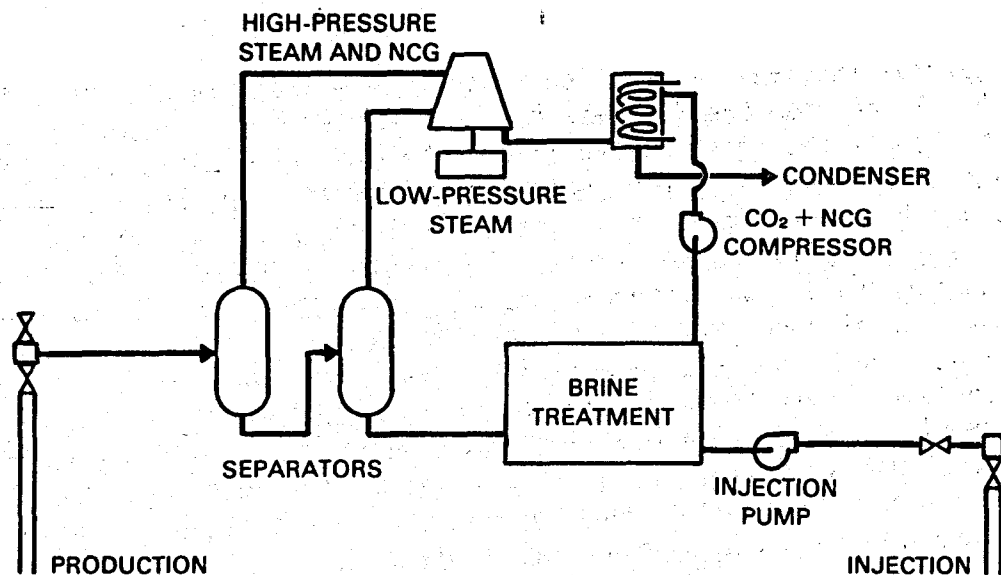 HIGH-PRESSURE
STEAM AND NCG
LOW-PRESSURE
STEAM
CONDENSER
CO₂ + NCG
COMPRESSOR
BRINE
TREATMENT
SEPARATORS
INJECTION
PUMP
PRODUCTION
INJECTION